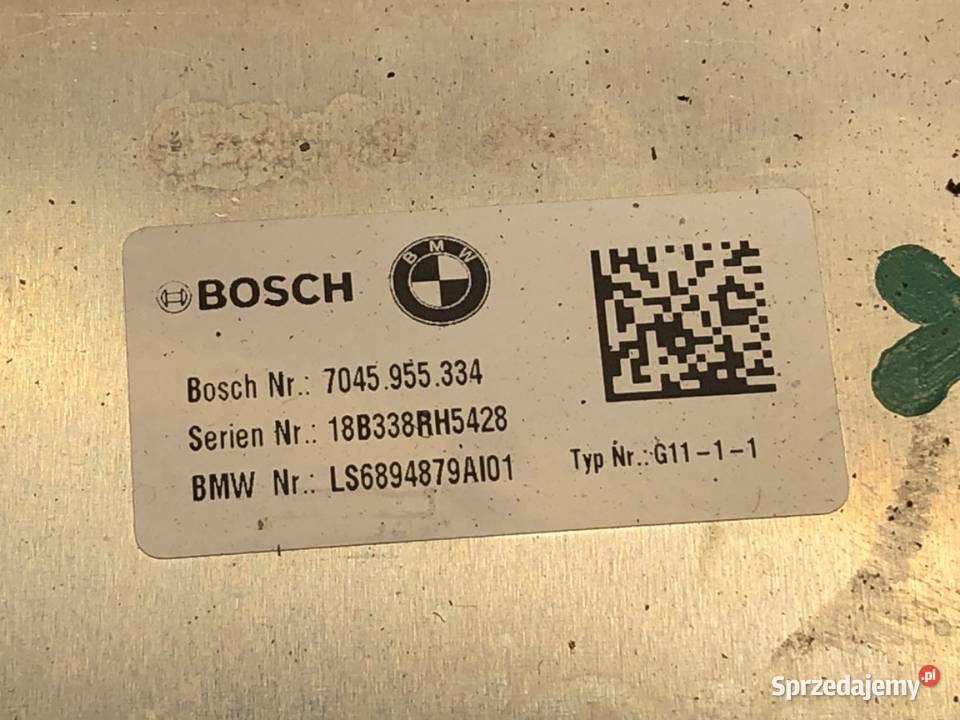 BOSCH
BMW
Bosch Nr.: 7045.955.334
Serien Nr.: 18B338RH5428
BMW Nr.: LS6894879AI01
Typ Nr.: G11-1-1
Sprzedajemy.pl